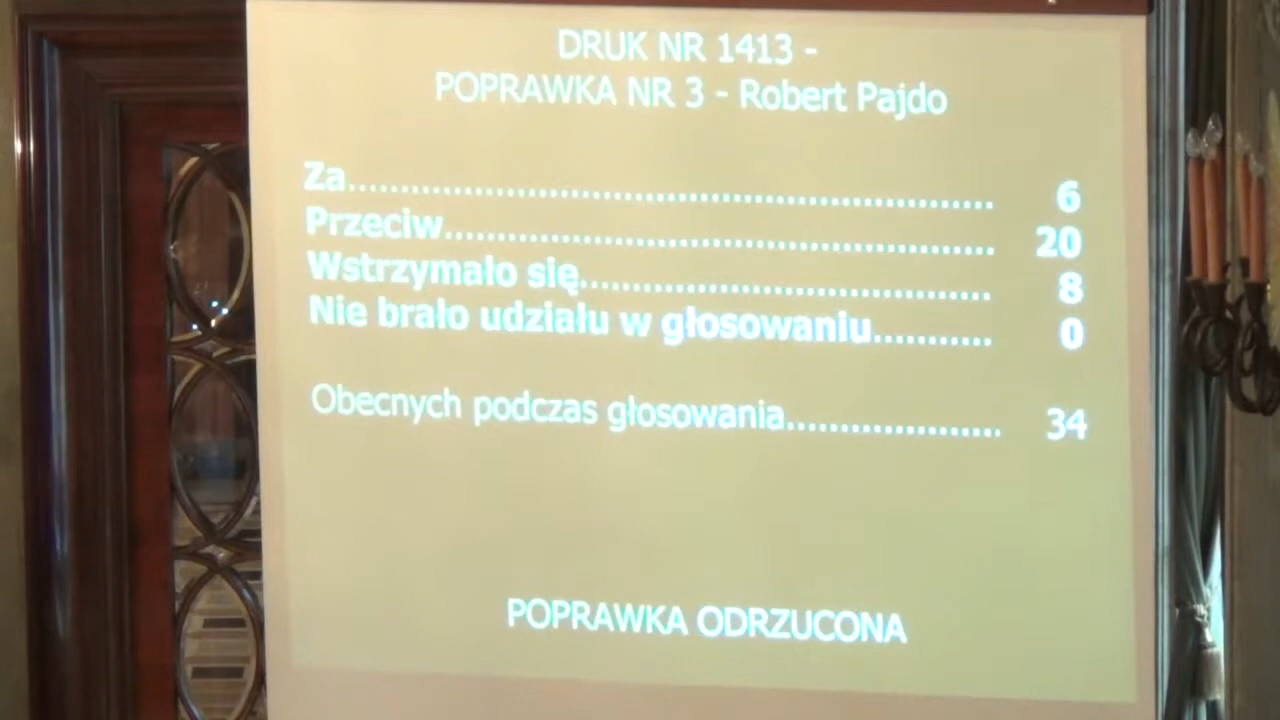 DRUK NR 1413 -
POPRAWKA NR 3 - Robert Pajdo
Za............................................................ 6
Przeciw.................................................... 20
Wstrzymało się....................................... 8
Nie brało udziału w głosowaniu........... 0
Obecnych podczas głosowania.................... 34
POPRAWKA ODRZUCONA